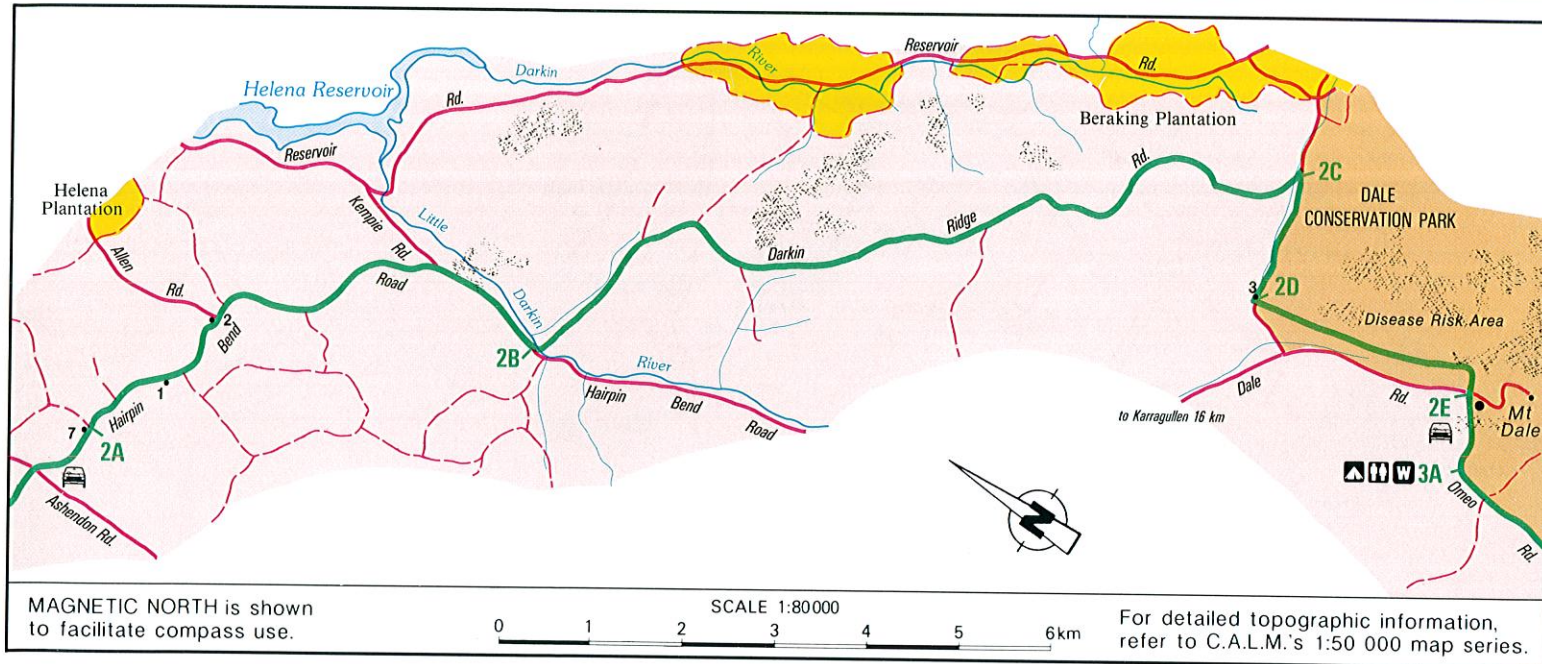 Helena Reservoir
Darkin
River
Reservoir
Rd.
Rd.
Beraking Plantation
Reservoir
Helena
Plantation
Kempie
Rd.
Little
Darkin
River
Allen
Rd.
Road
Bend
Hairpin
2
1
7
2A
2B
Ashendon Rd.
Hairpin
Bend
Road
Darkin
Ridge
Rd.
2C
DALE
CONSERVATION PARK
3
2D
Disease Risk Area
Dale
Rd.
to Karragullen 16 km
2E
Mt
Dale
W
3A
Omeo
Rd.
N
MAGNETIC NORTH is shown
to facilitate compass use.
SCALE 1:80000
0 1 2 3 4 5 6km
For detailed topographic information,
refer to C.A.L.M.'s 1:50 000 map series.